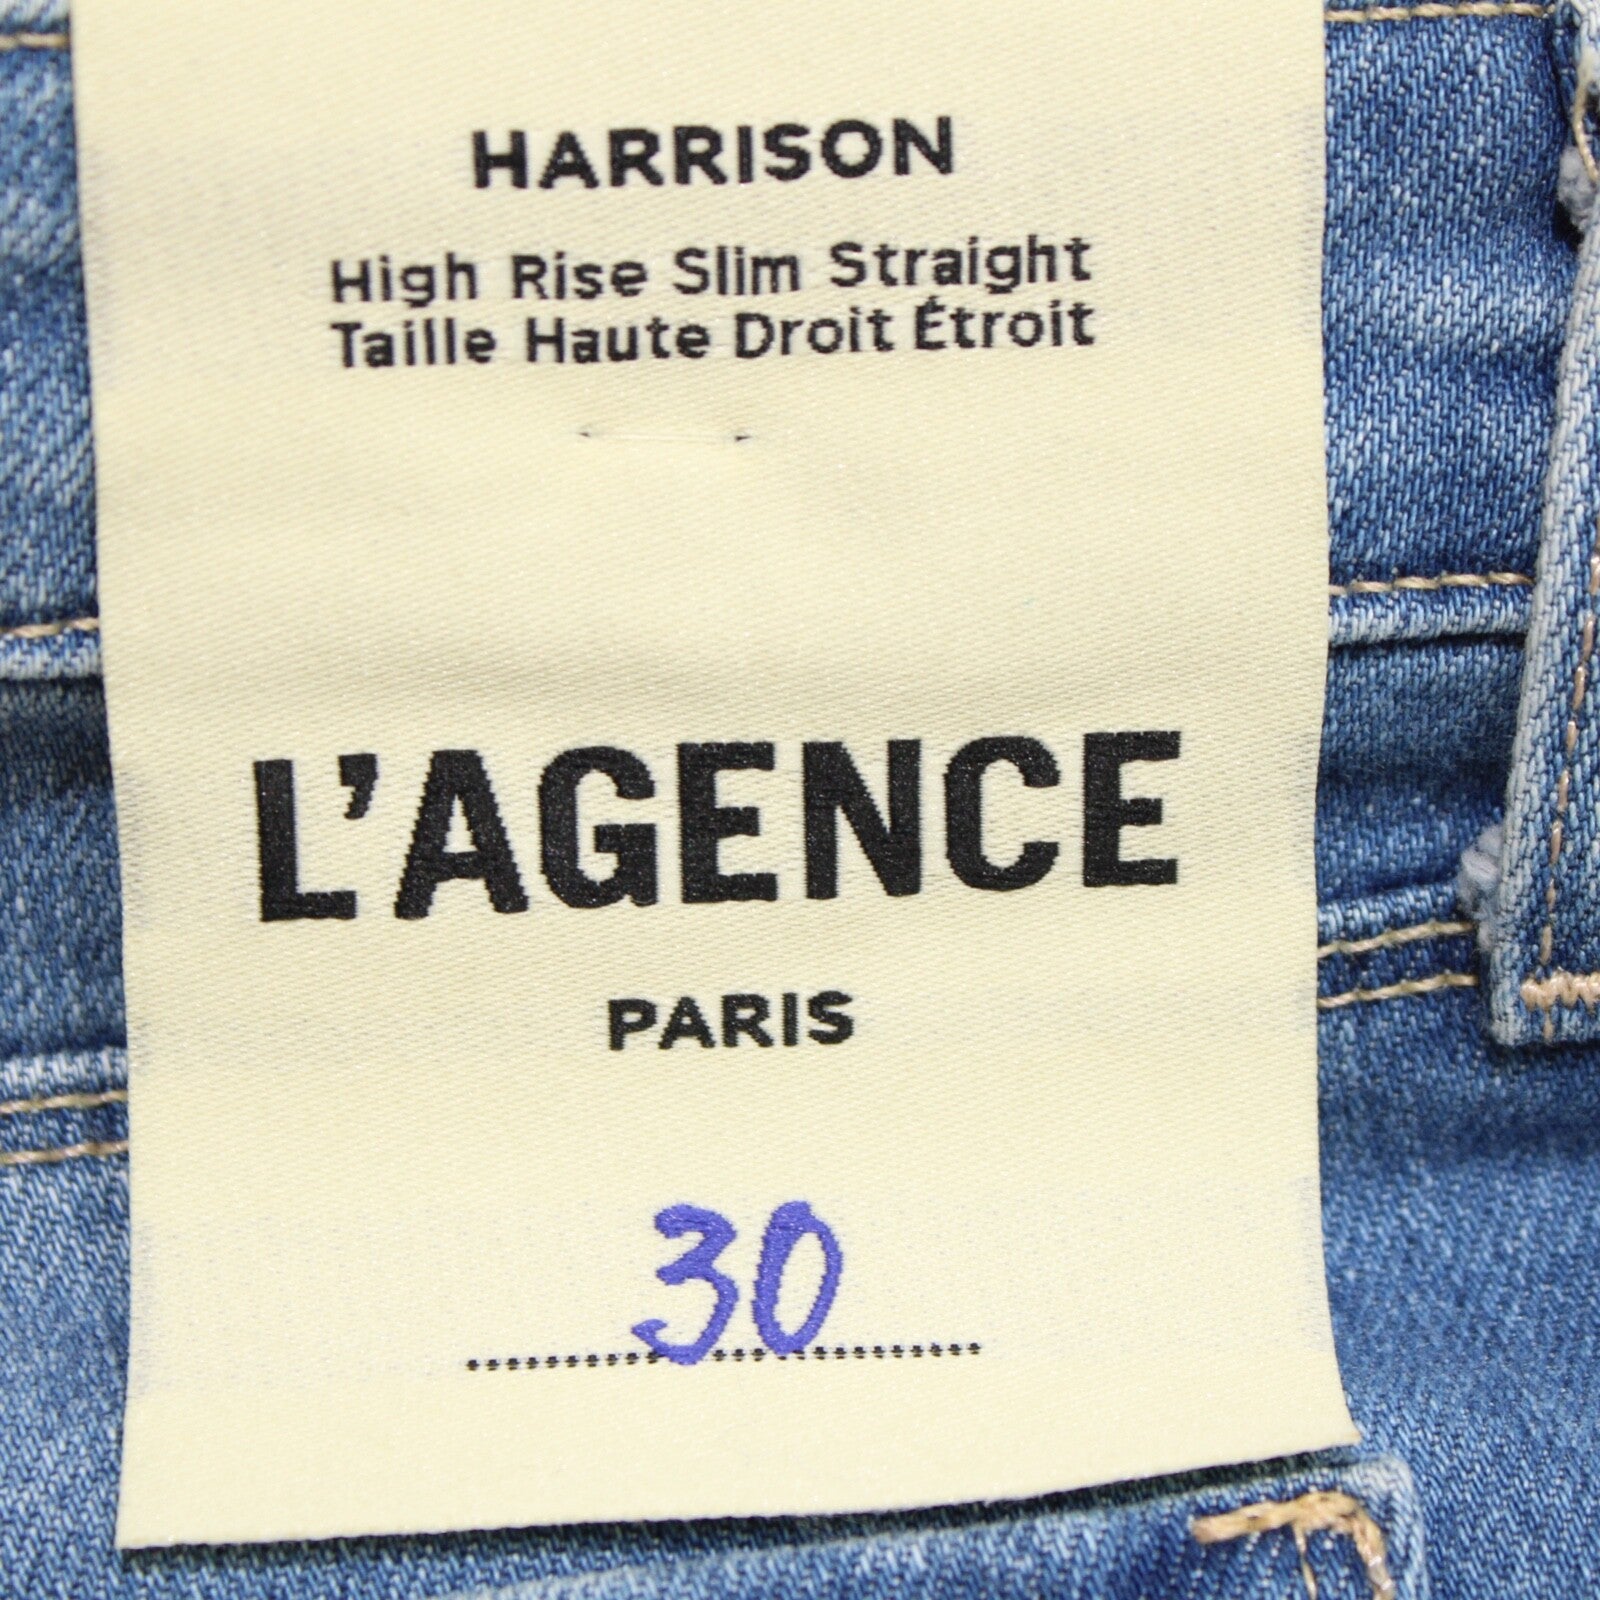 HARRISON
High Rise Slim Straight
Taille Haute Droit Étroit
L'AGENCE
PARIS
30